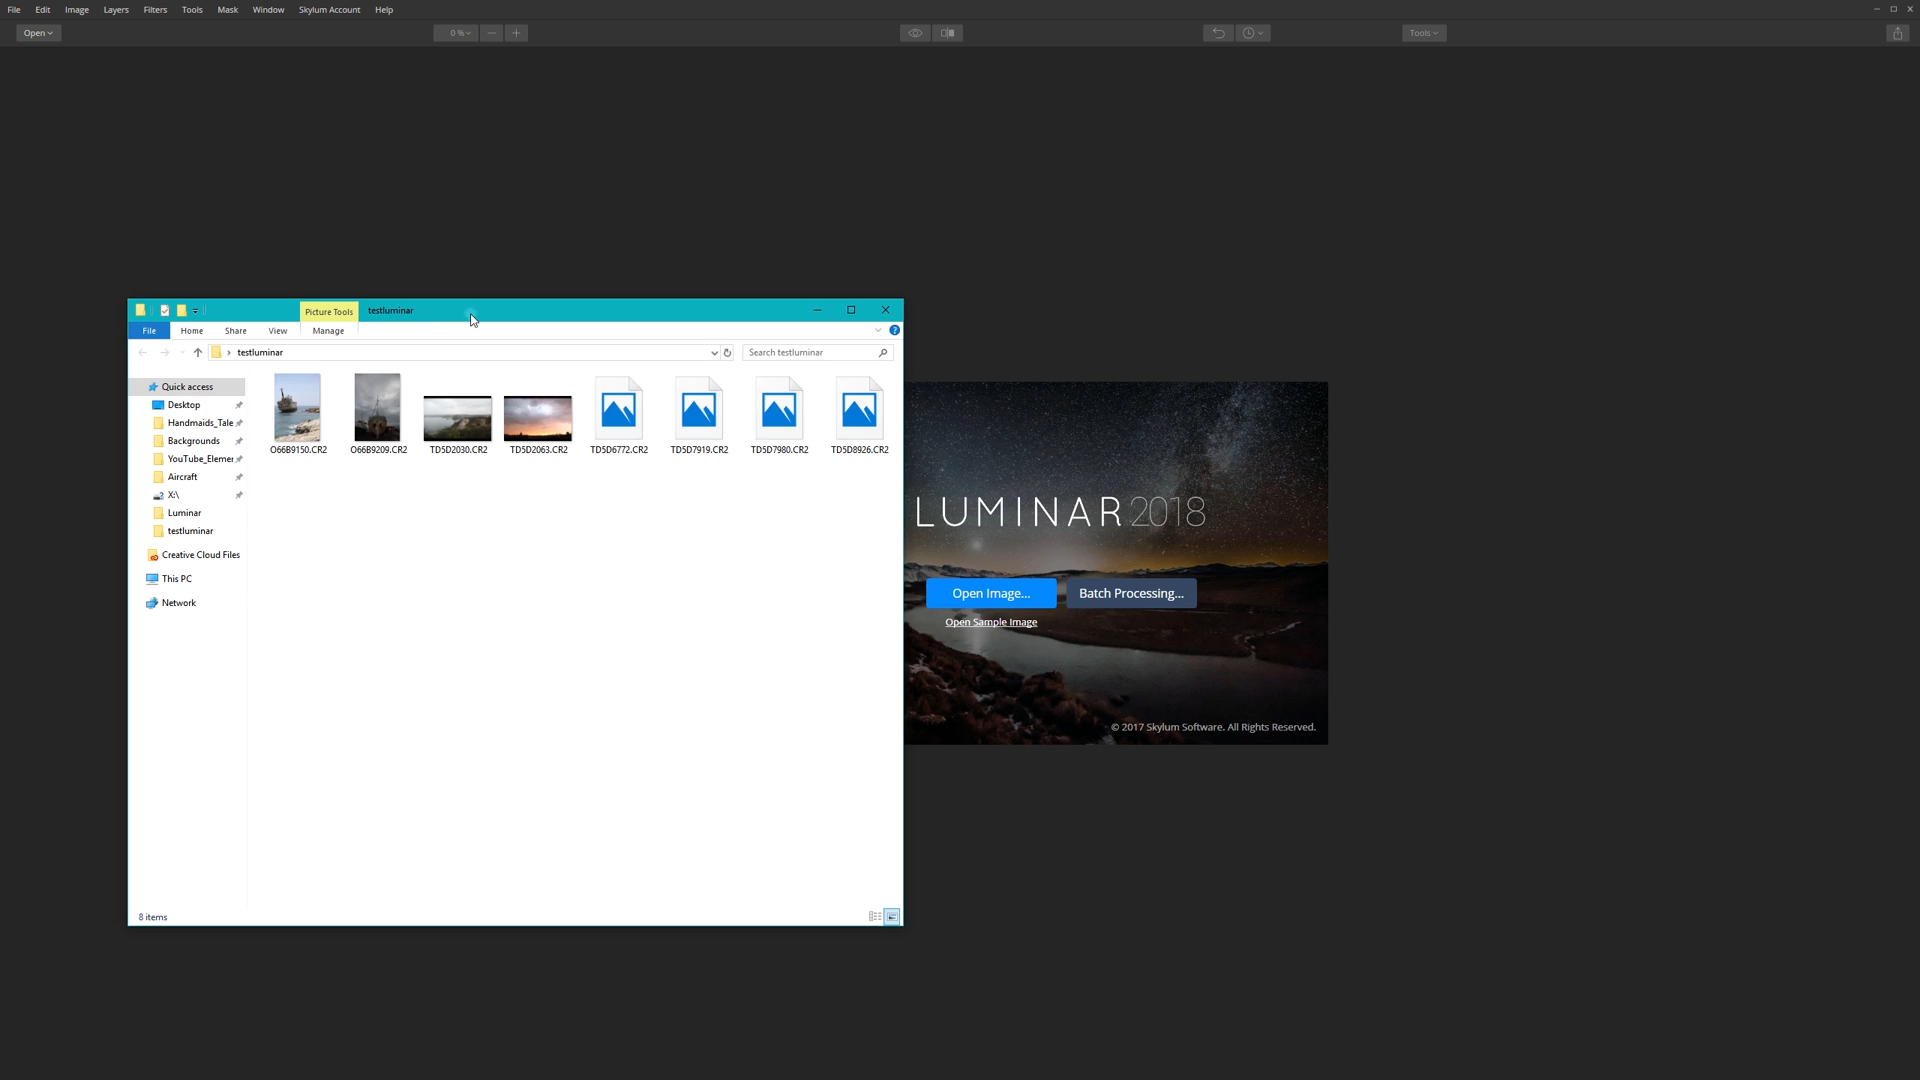 File Edit Image Layers Filters Tools Mask Window Skylum Account Help
Open 0 % Tools
Picture Tools testluminar
File Home Share View Manage
testluminar Search testluminar
Quick access
Desktop
Handmaids_Tale
Backgrounds
YouTube_Elemer
Aircraft
X:\
Luminar
testluminar
Creative Cloud Files
This PC
Network
O66B9150.CR2 O66B9209.CR2 TD5D2030.CR2 TD5D2063.CR2 TD5D6772.CR2 TD5D7919.CR2 TD5D7980.CR2 TD5D8926.CR2
8 items
LUMINAR 2018
Open Image... Batch Processing...
Open Sample Image
© 2017 Skylum Software. All Rights Reserved.